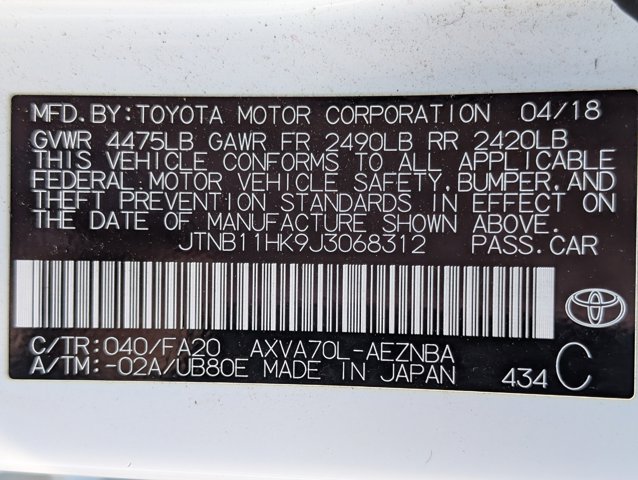 MFD.BY:TOYOTA MOTOR CORPORATION 04/18
GVWR 4475LB GAWR FR 2490LB RR 2420LB
THIS VEHICLE CONFORMS TO ALL APPLICABLE
FEDERAL MOTOR VEHICLE SAFETY,BUMPER,AND
THEFT PREVENTION STANDARDS IN EFFECT ON
THE DATE OF MANUFACTURE SHOWN ABOVE.
JTNB11HK9J3068312 PASS.CAR
C/TR:040/FA20 AXVA70L-AEZNBA
A/TM:-02A/UB80E MADE IN JAPAN 434 C